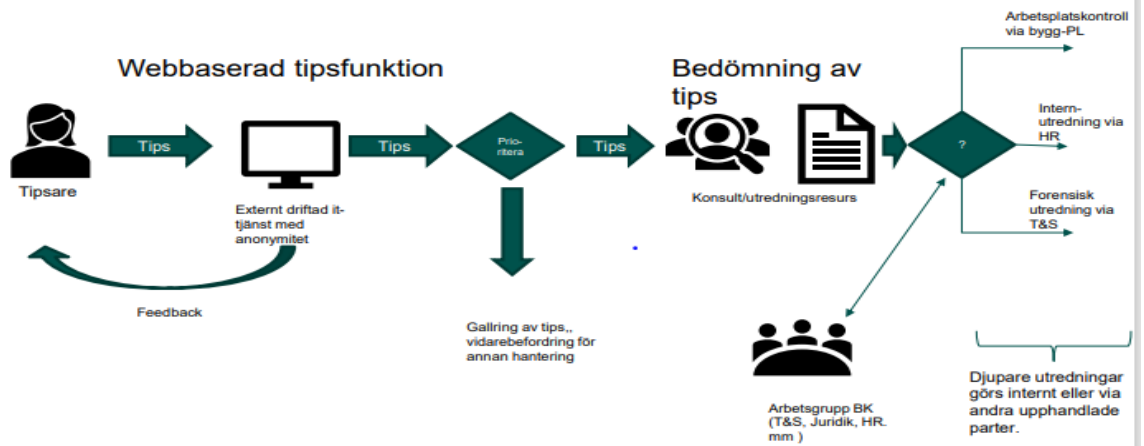 Webbaserad tipsfunktion
Tipsare
Tips
Externt driftad it-
tjänst med
anonymitet
Feedback
Tips
Prio-
ritera
Gallring av tips,,
vidarebefordring för
annan hantering
Tips
Bedömning av
tips
Konsult/utredningsresurs
?
Arbetsgrupp BK
(T&S, Juridik, HR.
mm )
Arbetsplatskontroll
via bygg-PL
Intern-
utredning via
HR
Forensisk
utredning via
T&S
Djupare utredningar
görs internt eller via
andra upphandlade
parter.